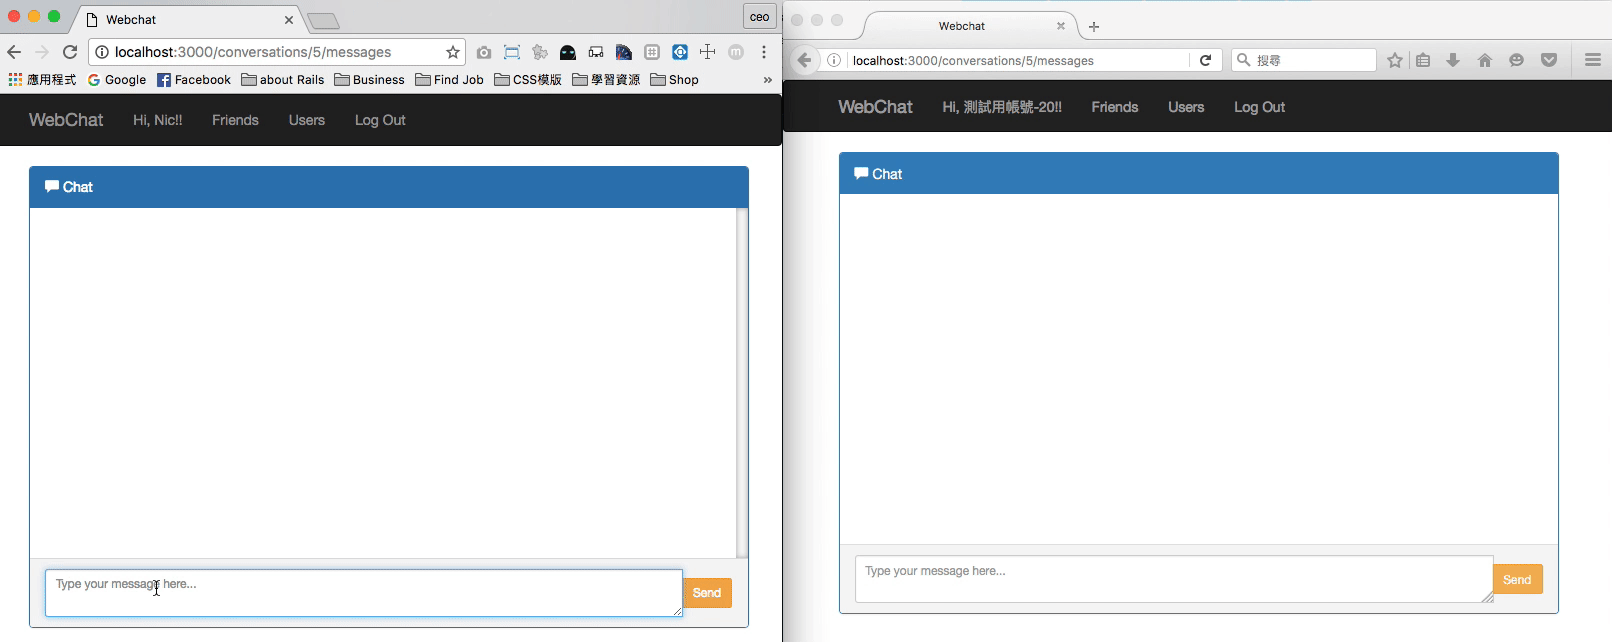 Webchat
ceo
localhost:3000/conversations/5/messages
應用程式 Google Facebook about Rails Business Find Job CSS模版 學習資源 Shop »
WebChat Hi, Nic!! Friends Users Log Out
Chat
Type your message here...
Send
Webchat
localhost:3000/conversations/5/messages
搜尋
WebChat Hi, 測試用帳號-20!! Friends Users Log Out
Chat
Type your message here...
Send